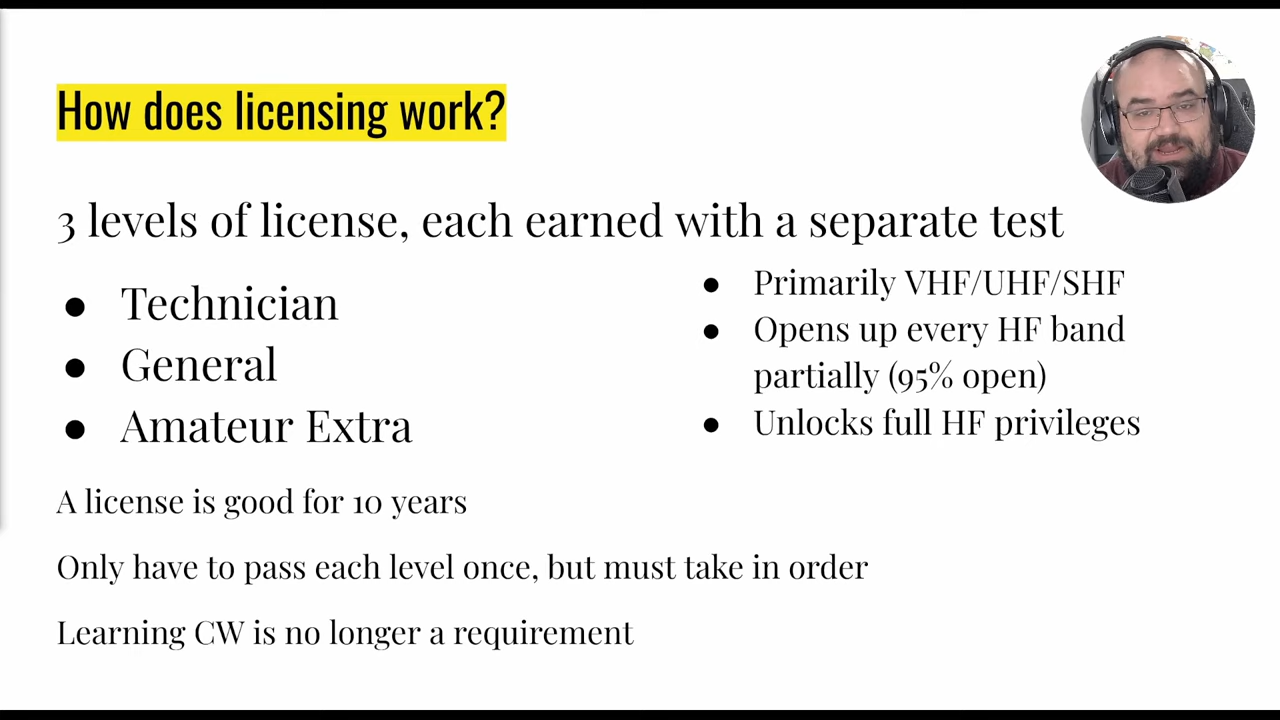 How does licensing work?
3 levels of license, each earned with a separate test
● Technician
● General
● Amateur Extra
● Primarily VHF/UHF/SHF
● Opens up every HF band
partially (95% open)
● Unlocks full HF privileges
A license is good for 10 years
Only have to pass each level once, but must take in order
Learning CW is no longer a requirement